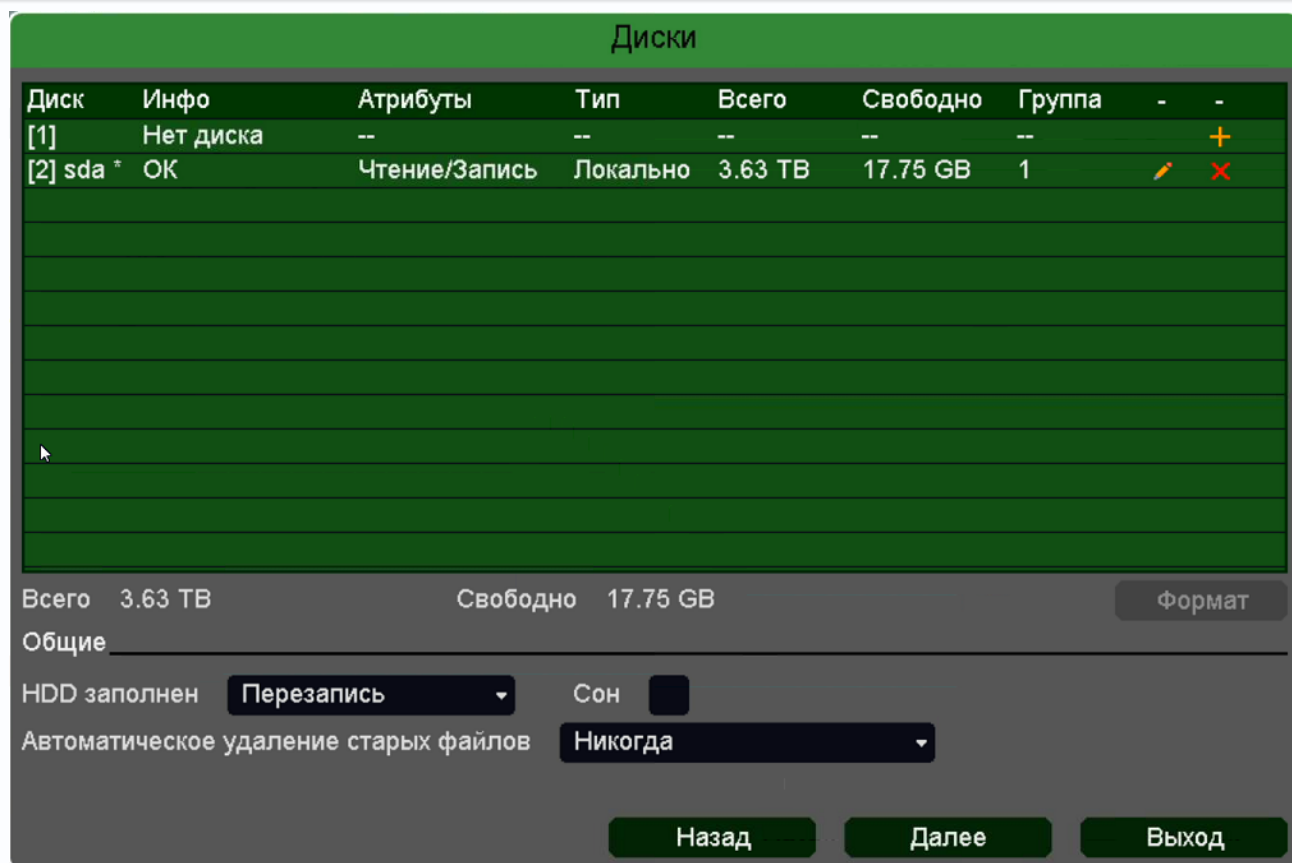 Диски
Диск Инфо Атрибуты Тип Всего Свободно Группа - -
[1] Нет диска -- -- -- -- -- +
[2] sda * OK Чтение/Запись Локально 3.63 TB 17.75 GB 1
Всего 3.63 TB Свободно 17.75 GB Формат
Общие
HDD заполнен Перезапись Сон
Автоматическое удаление старых файлов Никогда
Назад Далее Выход